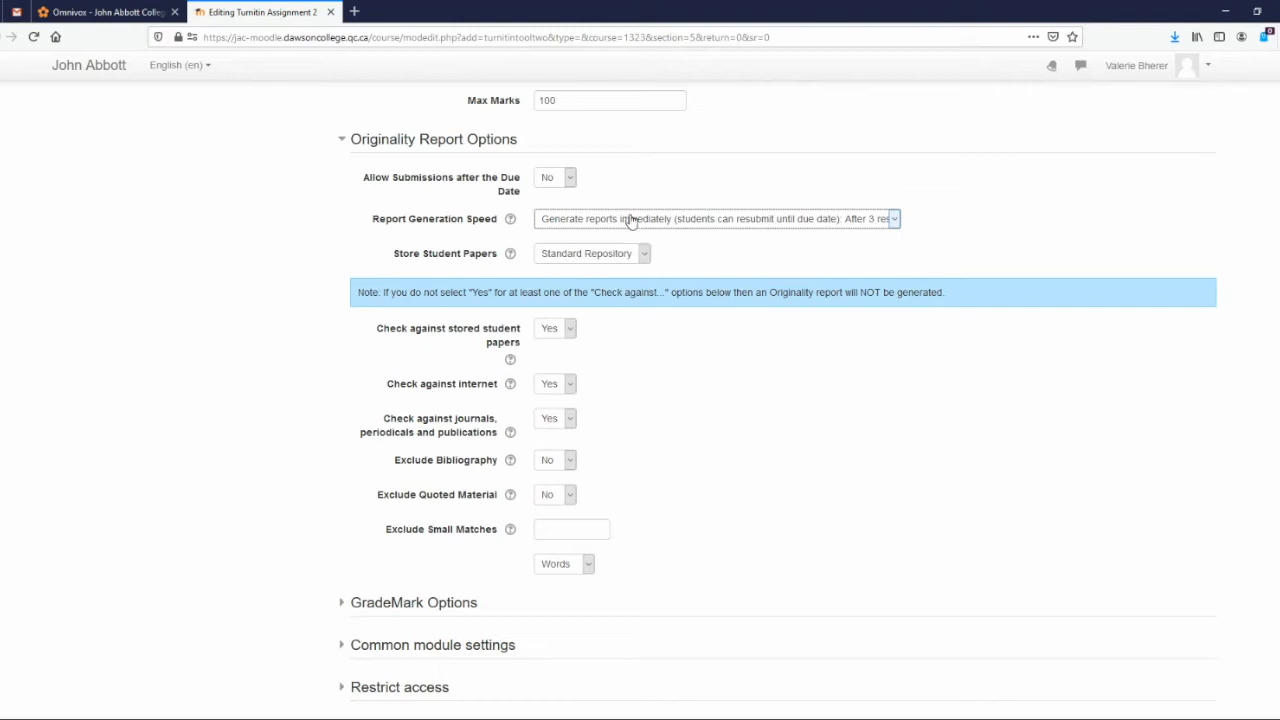 Omnivox - John Abbott Colleg
Editing Turnitin Assignment 2
https://jac-moodle.dawsoncollege.qc.ca/course/modedit.php?add=turnitintooltwo&type=&course=1323&section=5&return=0&sr=0
John Abbott
English (en)
Valerie Bherer
Max Marks
100
Originality Report Options
Allow Submissions after the Due
Date
No
Report Generation Speed
Generate reports immediately (students can resubmit until due date): After 3 res
Store Student Papers
Standard Repository
Note: If you do not select "Yes" for at least one of the "Check against..." options below then an Originality report will NOT be generated.
Check against stored student
papers
Yes
Check against internet
Yes
Check against journals,
periodicals and publications
Yes
Exclude Bibliography
No
Exclude Quoted Material
No
Exclude Small Matches
Words
GradeMark Options
Common module settings
Restrict access